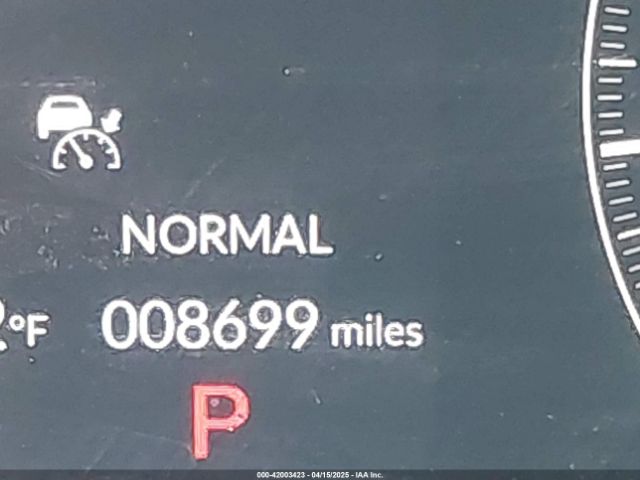 NORMAL
°F 008699 miles
P
000-42003423 - 04/15/2025 - IAA Inc.